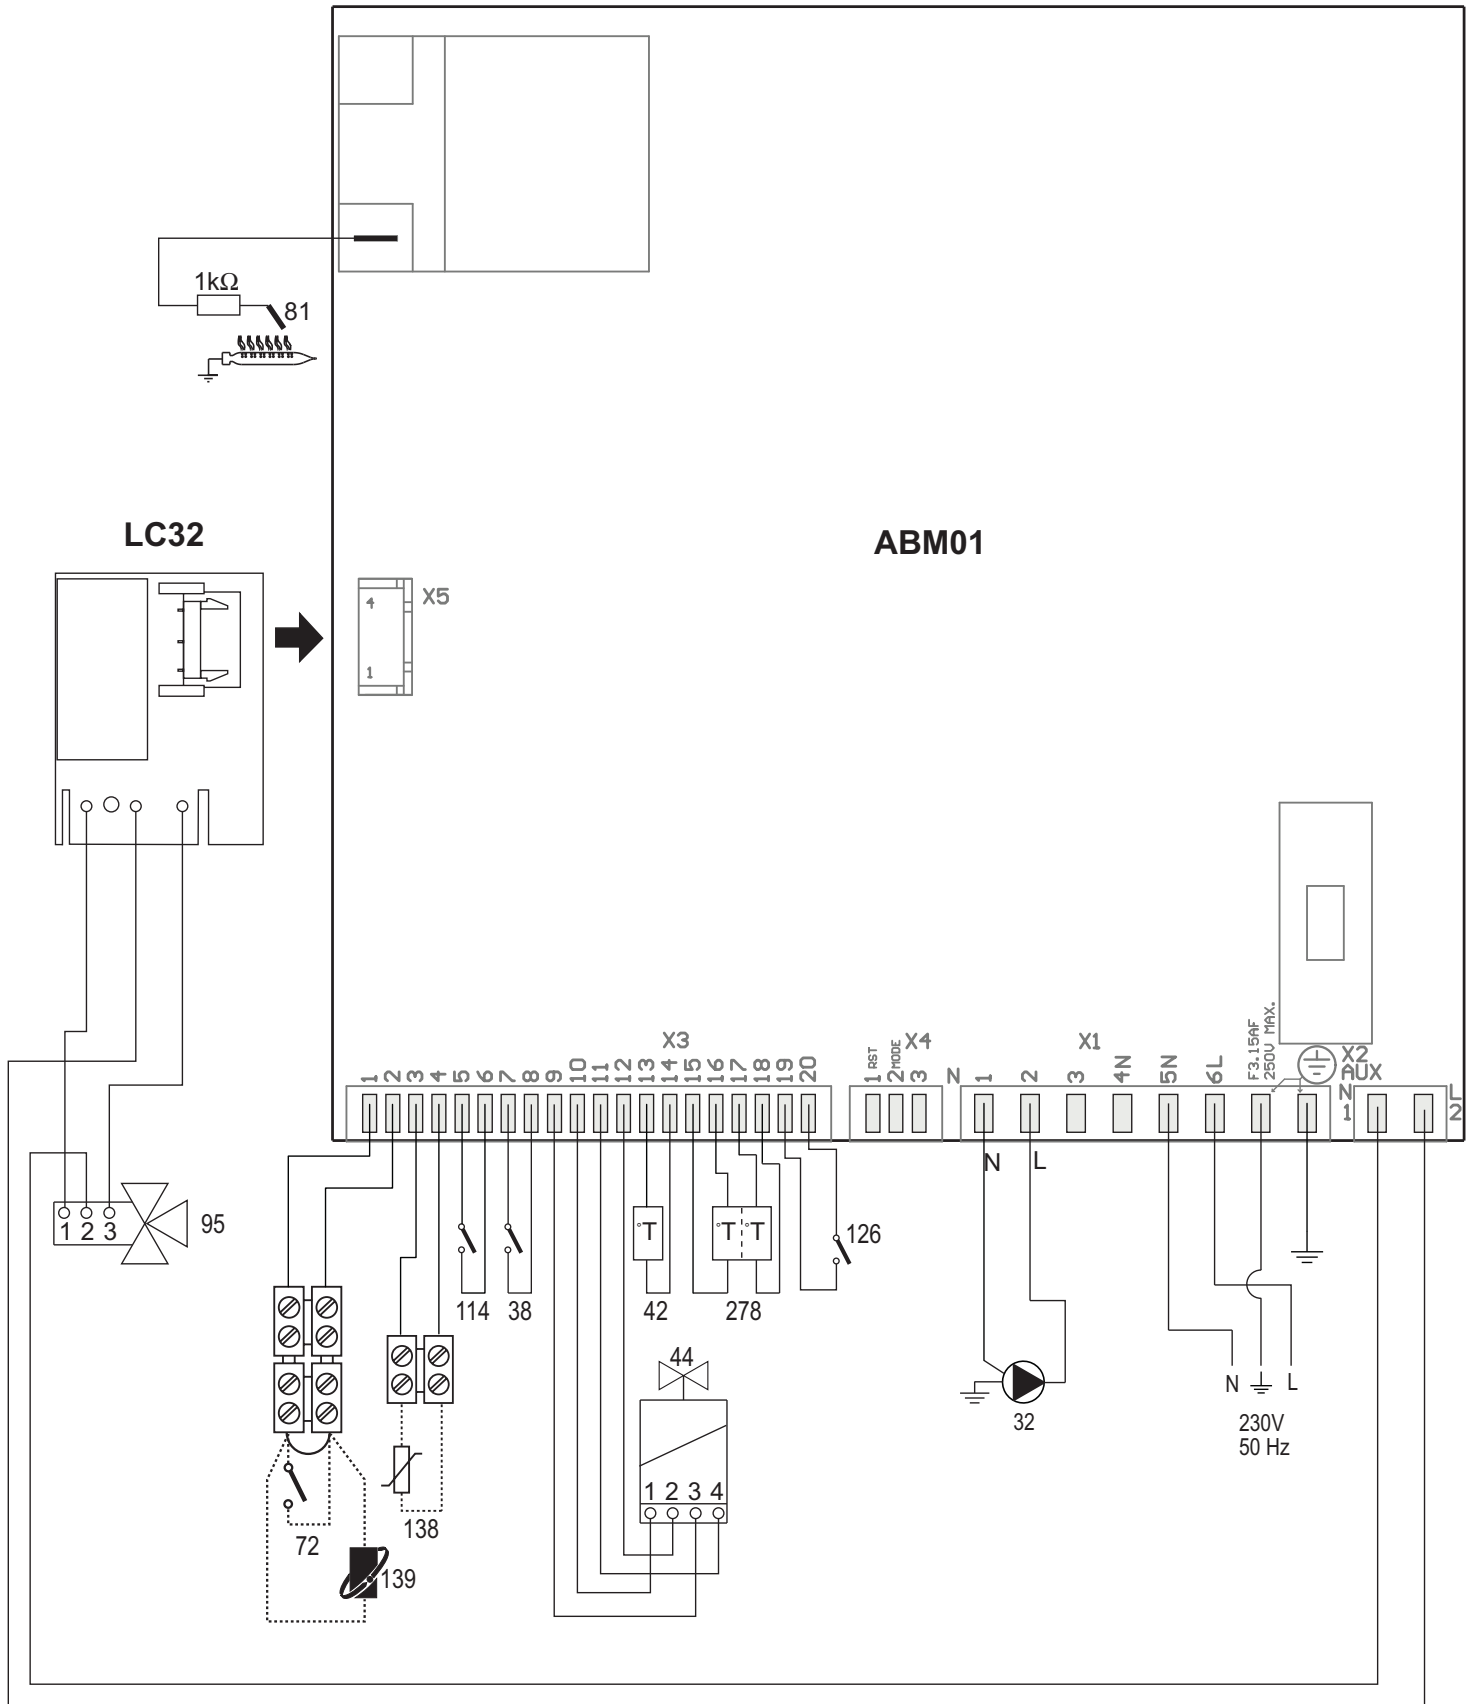 1kΩ
81
LC32
ABM01
X5
4
1
X3
X4
X1
X2
AUX
1 2 3 4 5 6 7 8 9 10 11 12 13 14 15 16 17 18 19 20
1 RST
2 MODE
3
N
1
2
3
4N
5N
6L
F3.15AF
250V MAX.
N
1
L
2
N
L
1 2 3
95
°T
°T °T
126
114
38
42
278
44
1 2 3 4
32
N
L
230V
50 Hz
72
138
139